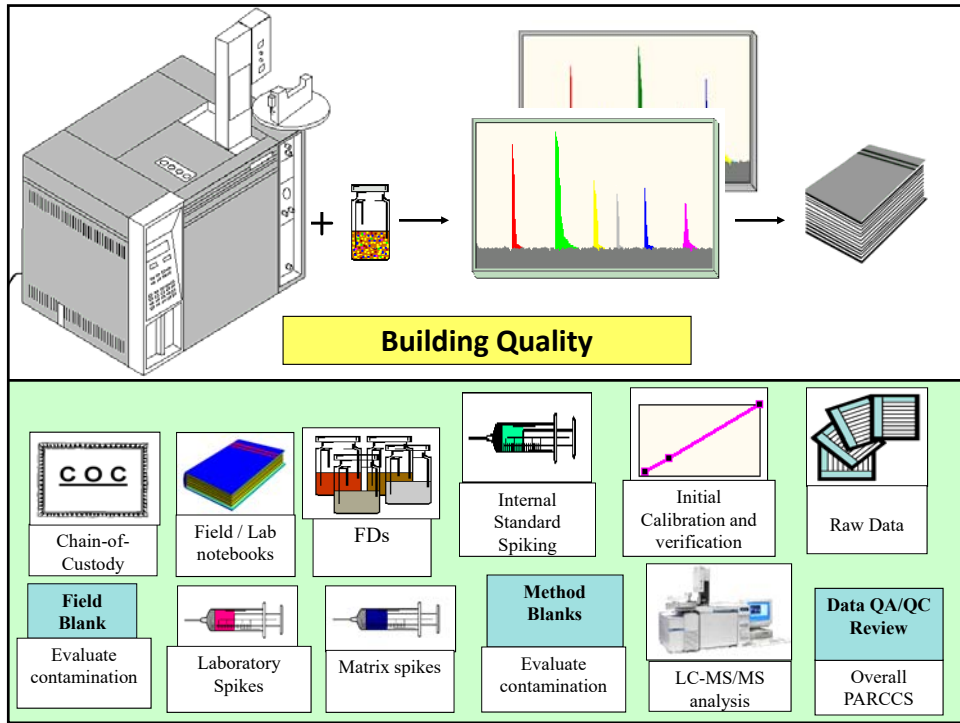 Building Quality
COC
Chain-of-
Custody
Field / Lab
notebooks
FDs
Internal
Standard
Spiking
Initial
Calibration and
verification
Raw Data
Field
Blank
Evaluate
contamination
Laboratory
Spikes
Matrix spikes
Method
Blanks
Evaluate
contamination
LC-MS/MS
analysis
Data QA/QC
Review
Overall
PARCCS